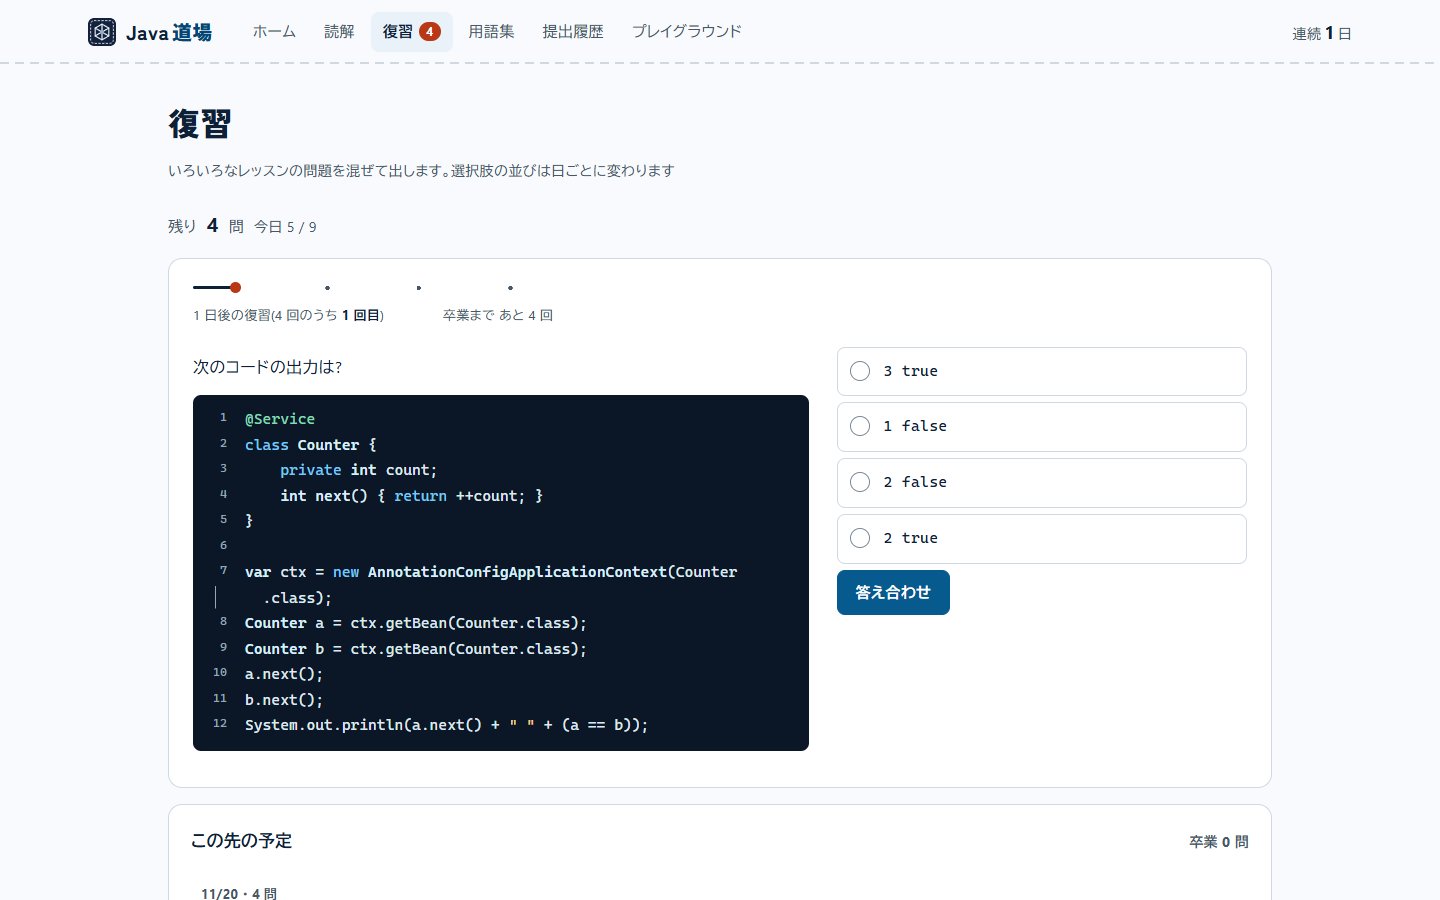 Java 道場
ホーム
読解
復習 4
用語集
提出履歴
プレイグラウンド
連続 1 日
復習
いろいろなレッスンの問題を混ぜて出します。選択肢の並びは日ごとに変わります
残り 4 問 今日 5 / 9
1 日後の復習(4 回のうち 1 回目)
卒業まで あと 4 回
次のコードの出力は?
1 @Service
2 class Counter {
3 private int count;
4 int next() { return ++count; }
5 }
6
7 var ctx = new AnnotationConfigApplicationContext(Counter
.class);
8 Counter a = ctx.getBean(Counter.class);
9 Counter b = ctx.getBean(Counter.class);
10 a.next();
11 b.next();
12 System.out.println(a.next() + " " + (a == b));
3 true
1 false
2 false
2 true
答え合わせ
この先の予定
卒業 0 問
11/20・4 問